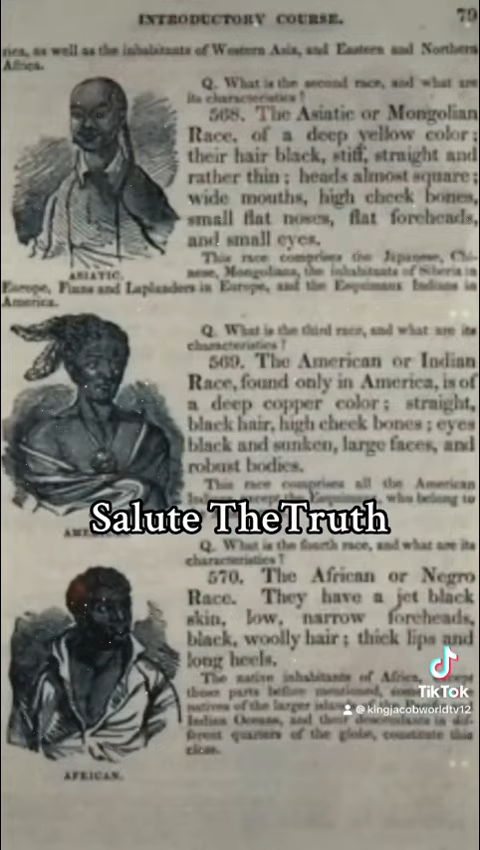 INTRODUCTORY COURSE. 79
rica, as well as the inhabitants of Western Asia, and Eastern and Northern
Africa.
Q. What is the second race, and what are
its characteristics?
568. The Asiatic or Mongolian
Race, of a deep yellow color;
their hair black, stiff, straight and
rather thin; heads almost square;
wide mouths, high cheek bones,
small flat noses, flat foreheads,
and small eyes.
This race comprises the Japanese, Chi-
nese, Mongolians, the inhabitants of Siberia in
ASIATIC.
Europe, Finns and Laplanders in Europe, and the Esquimaux Indians in
America.
Q. What is the third race, and what are its
characteristics?
569. The American or Indian
Race, found only in America, is of
a deep copper color; straight,
black hair, high cheek bones; eyes
black and sunken, large faces, and
robust bodies.
This race comprises all the American
Indians except the Esquimaux, who belong to
Salute TheTruth
Q. What is the fourth race, and what are its
characteristics?
570. The African or Negro
Race. They have a jet black
skin, low, narrow foreheads,
black, woolly hair; thick lips and
long heels.
The native inhabitants of Africa, except
those parts before mentioned,
natives of the larger
Indian Oceans, and their descendants in dif-
ferent quarters of the globe, constitute this
class.
AFRICAN.
TikTok
@kingjacobworldtv12